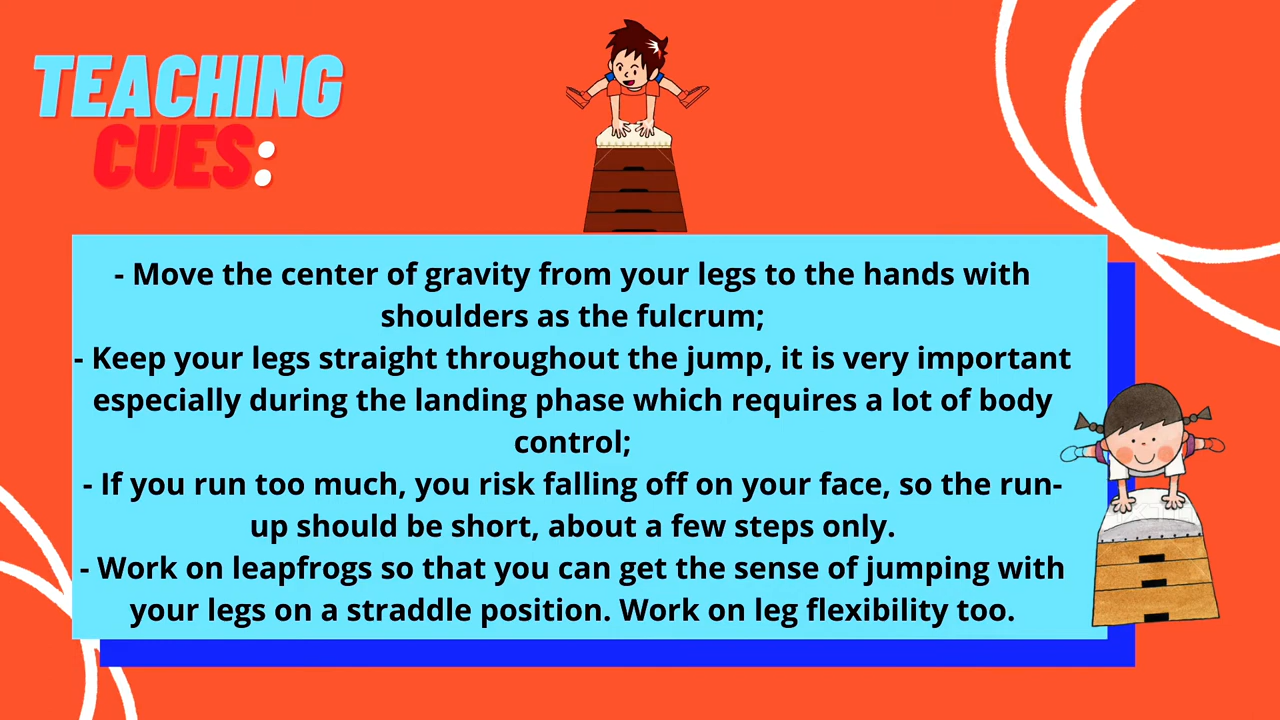 TEACHING
CUES:
- Move the center of gravity from your legs to the hands with
shoulders as the fulcrum;
- Keep your legs straight throughout the jump, it is very important
especially during the landing phase which requires a lot of body
control;
- If you run too much, you risk falling off on your face, so the run-
up should be short, about a few steps only.
- Work on leapfrogs so that you can get the sense of jumping with
your legs on a straddle position. Work on leg flexibility too.